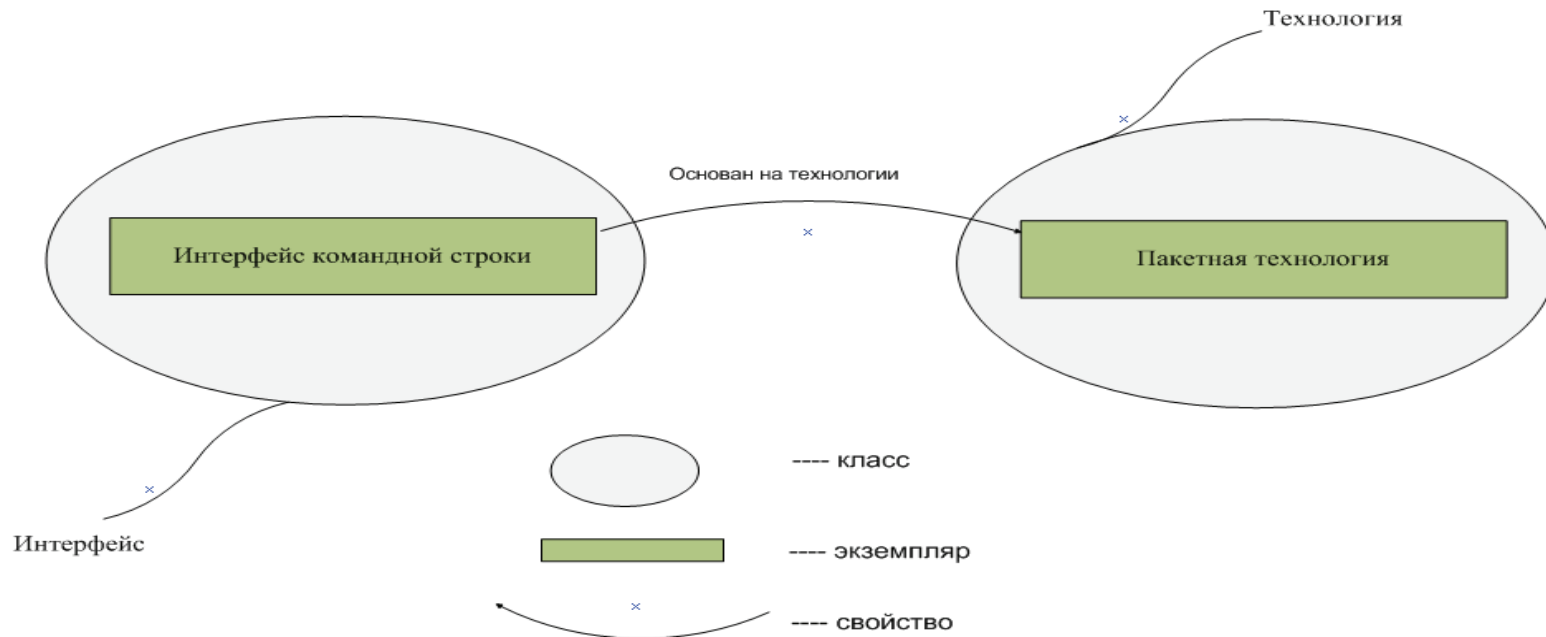 Технология
Основан на технологии
Интерфейс командной строки
Пакетная технология
---- класс
Интерфейс
---- экземпляр
---- свойство